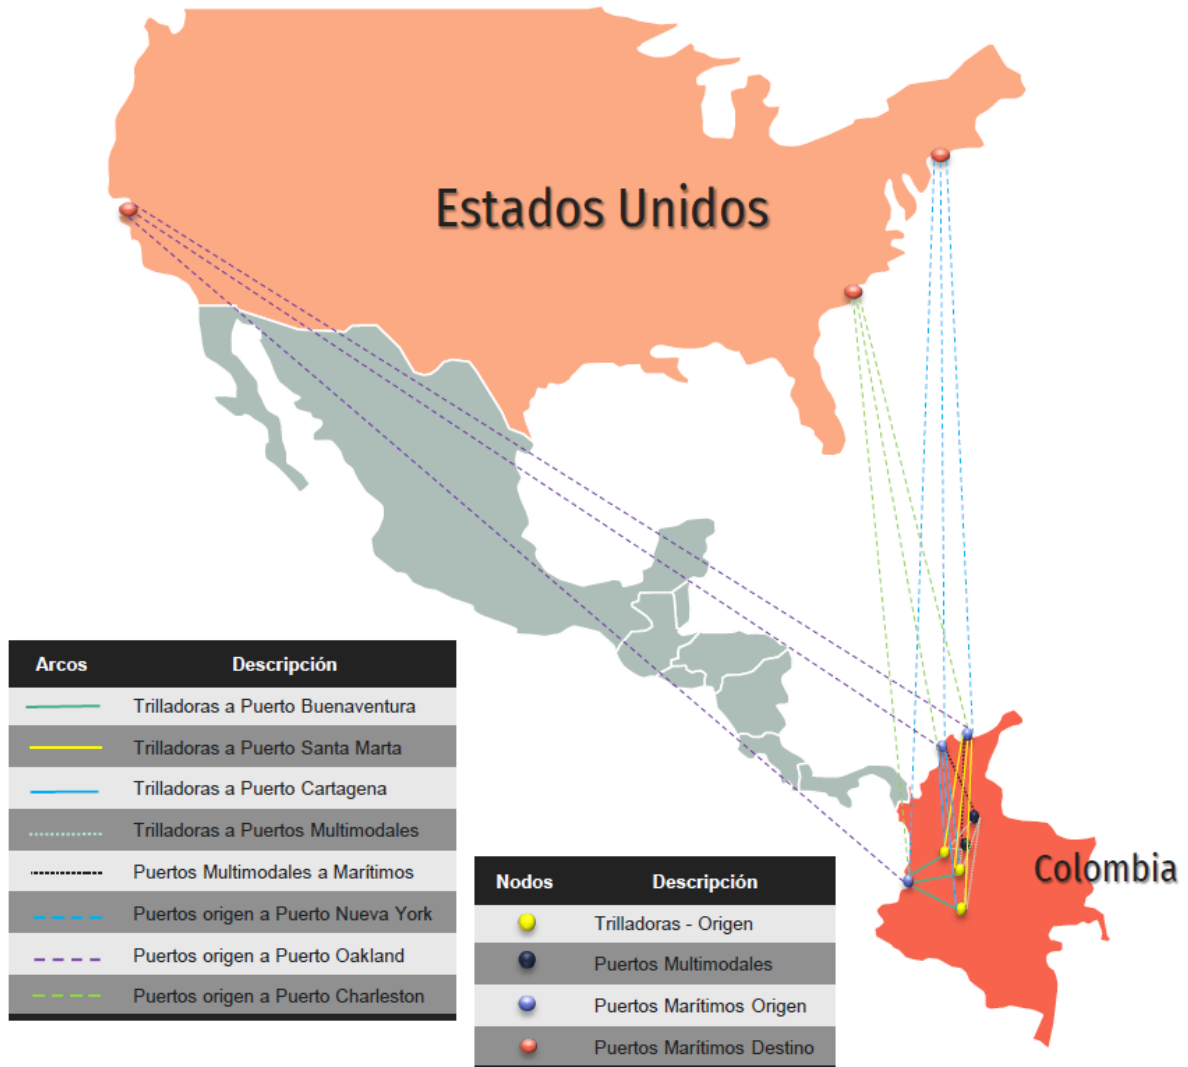 Estados Unidos
Colombia
Arcos Descripción
Trilladoras a Puerto Buenaventura
Trilladoras a Puerto Santa Marta
Trilladoras a Puerto Cartagena
Trilladoras a Puertos Multimodales
Puertos Multimodales a Marítimos
Puertos origen a Puerto Nueva York
Puertos origen a Puerto Oakland
Puertos origen a Puerto Charleston
Nodos Descripción
Trilladoras - Origen
Puertos Multimodales
Puertos Marítimos Origen
Puertos Marítimos Destino